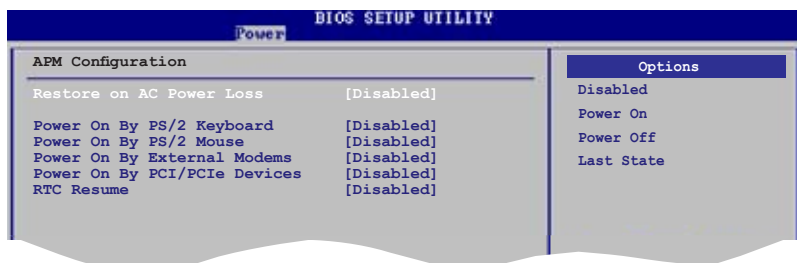 BIOS SETUP UTILITY
Power
APM Configuration
Restore on AC Power Loss [Disabled]
Power On By PS/2 Keyboard [Disabled]
Power On By PS/2 Mouse [Disabled]
Power On By External Modems [Disabled]
Power On By PCI/PCIe Devices [Disabled]
RTC Resume [Disabled]
Options
Disabled
Power On
Power Off
Last State